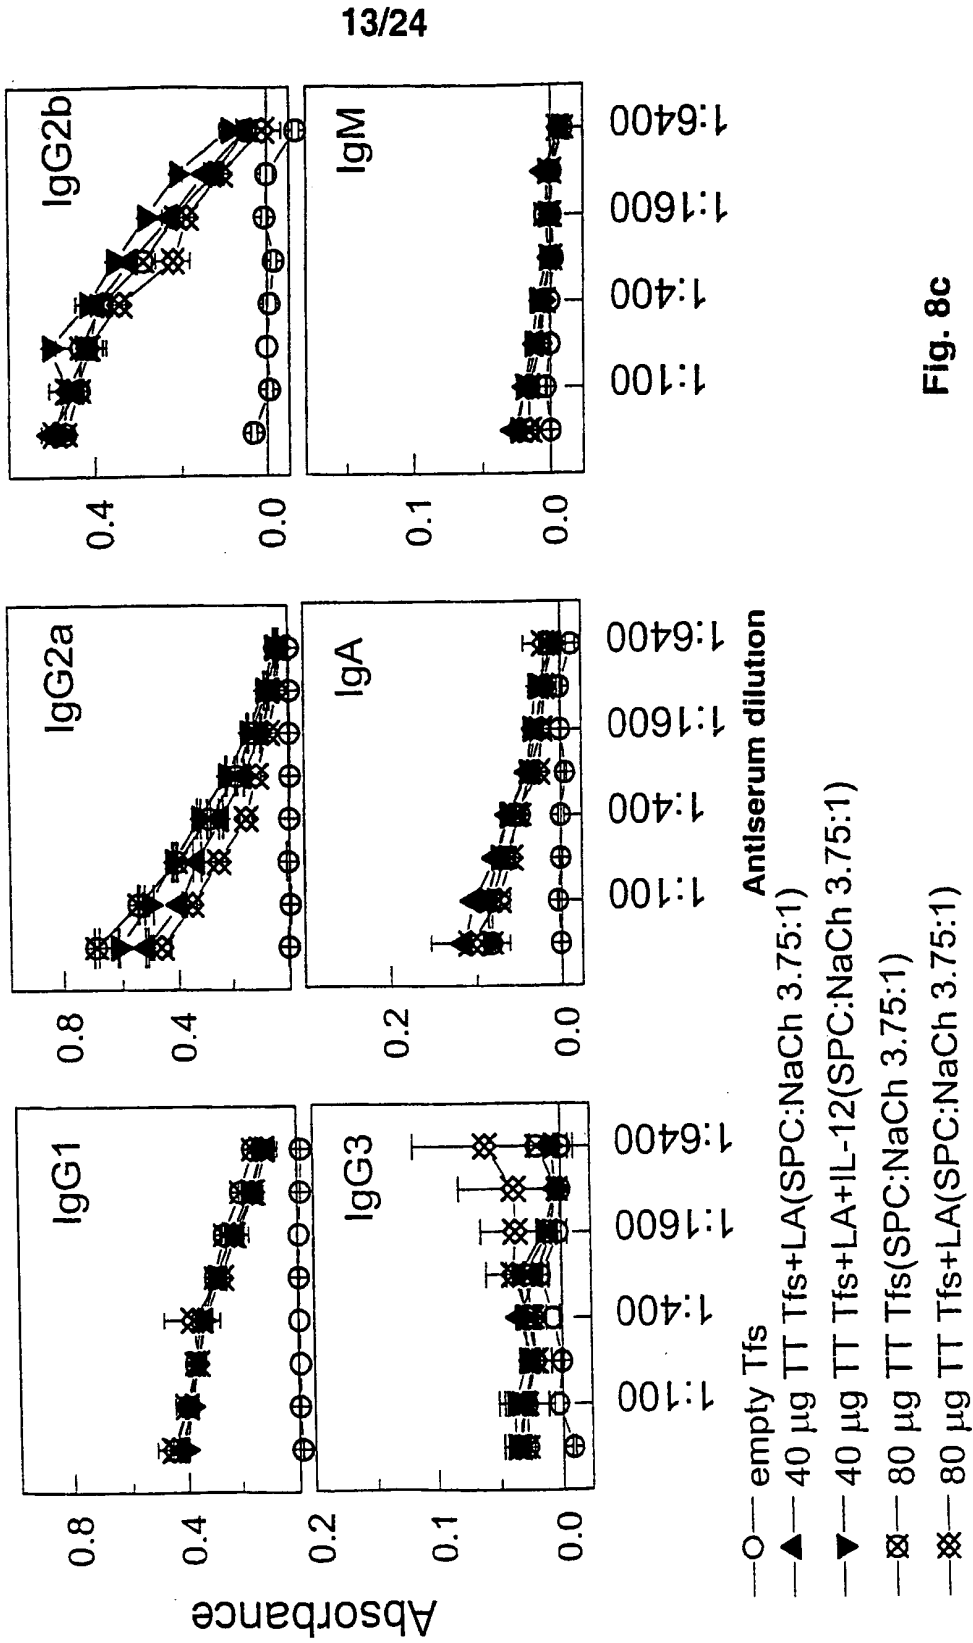 13/24
Absorbance
IgG1
IgG2a
IgG2b
0.8
0.4
0.8
0.4
0.4
0.0
IgG3
IgA
IgM
0.2
0.1
0.0
0.2
0.0
0.1
0.0
1:100 1:400 1:1600 1:6400
1:100 1:400 1:1600 1:6400
1:100 1:400 1:1600 1:6400
Antiserum dilution
empty Tfs
40 µg TT Tfs+LA(SPC:NaCh 3.75:1)
40 µg TT Tfs+LA+IL-12(SPC:NaCh 3.75:1)
80 µg TT Tfs(SPC:NaCh 3.75:1)
80 µg TT Tfs+LA(SPC:NaCh 3.75:1)
Fig. 8c